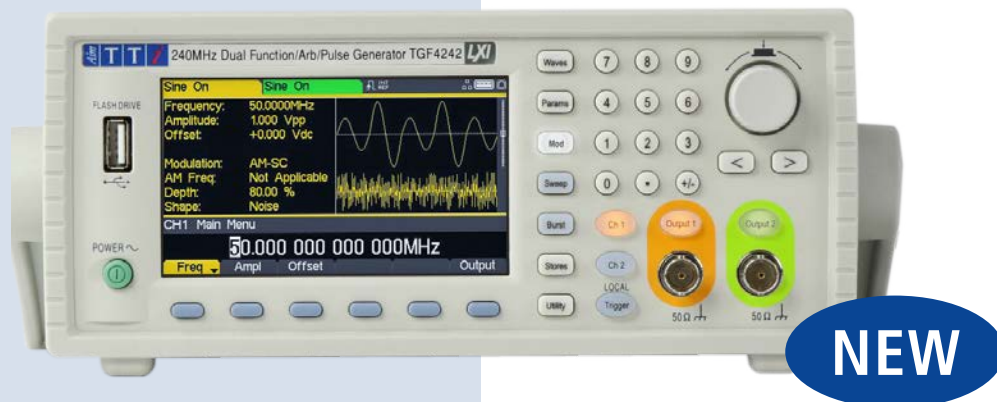 aim TTi 240MHz Dual Function/Arb/Pulse Generator TGF4242 LXI
FLASH DRIVE
POWER
Sine On Sine On INT REF
Frequency: 50.0000MHz
Amplitude: 1.000 Vpp
Offset: +0.000 Vdc
Modulation: AM-SC
AM Freq: Not Applicable
Depth: 80.00 %
Shape: Noise
CH1 Main Menu
50.000 000 000 000MHz
Freq Ampl Offset Output
Waves 7 8 9
Params 4 5 6
Mod 1 2 3
< >
Sweep 0 • +/-
Burst Ch 1 Output 1 Output 2
Stores Ch 2
LOCAL
Utility Trigger
50Ω 50Ω
NEW